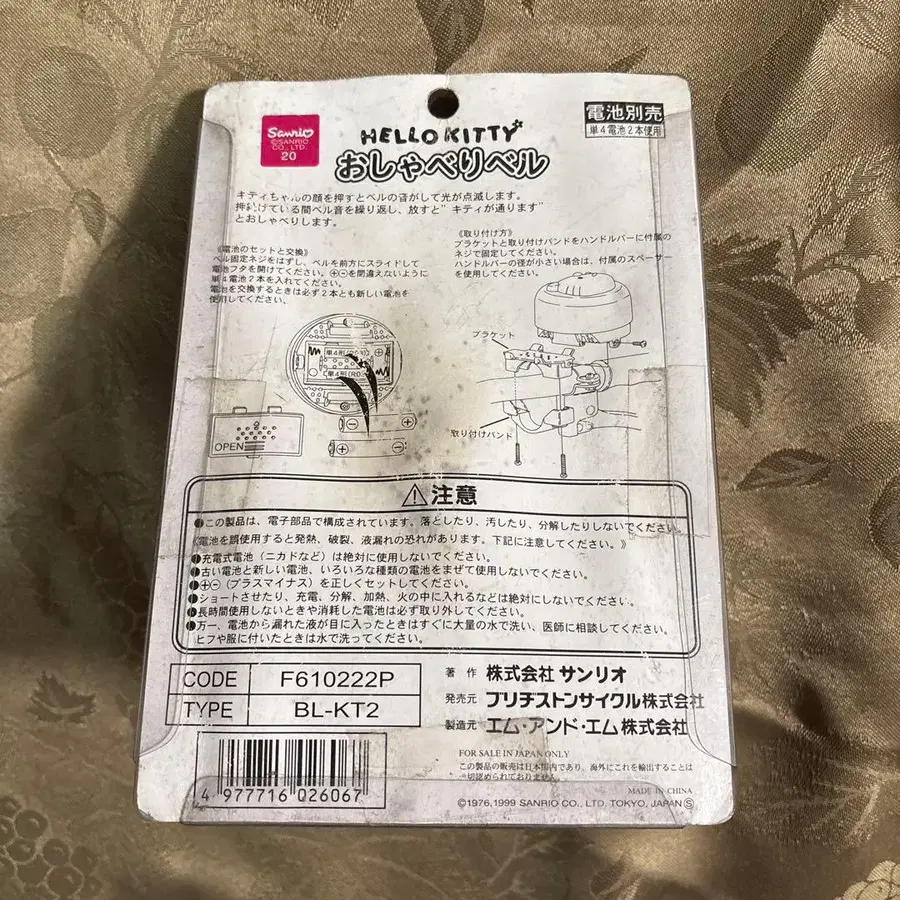 Sanrio
©SANRIO
CO., LTD.
20
HELLO KITTY
おしゃべりベル
電池別売
単4電池2本使用
キティちゃんの顔を押すとベルの音がして光が点滅します。
押し続けている間ベル音を繰り返し、放すと"キティが通ります"
とおしゃべりします。
《電池のセットと交換》
ベル固定ネジをはずし、ベルを前方にスライドして
電池フタを開けてください。⊕⊖を間違えないように
単4電池2本を入れてください。
電池を交換するときは必ず2本とも新しい電池を
使用してください。
《取り付け方》
ブラケットと取り付けバンドをハンドルバーに付属の
ネジで固定してください。
ハンドルバーの径が小さい場合は、付属のスペーサー
を使用してください。
単4形
単4形
OPEN
ブラケット
取り付けバンド
⚠注意
●この製品は、電子部品で構成されています。落としたり、汚したり、分解したりしないでください。
《電池を誤使用すると発熱、破裂、液漏れの恐れがあります。下記に注意してください。》
●充電式電池（ニカドなど）は絶対に使用しないでください。
●古い電池と新しい電池、いろいろな種類の電池をまぜて使用しないでください。
●⊕⊖（プラスマイナス）を正しくセットしてください。
●ショートさせたり、充電、分解、加熱、火の中に入れるなどは絶対にしないでください。
●長時間使用しないときや消耗した電池は必ず取り外してください。
●万一、電池から漏れた液が目に入ったときはすぐに大量の水で洗い、医師に相談してください。
ヒフや服に付いたときは水で洗ってください。
CODE F610222P
TYPE BL-KT2
著作 株式会社 サンリオ
発売元 ブリヂストンサイクル株式会社
製造元 エム・アンド・エム株式会社
FOR SALE IN JAPAN ONLY
この製品の販売は日本国内であり、海外にこれを輸出することは
一切認められておりません。
MADE IN CHINA
4 977716 026067
©1976,1999 SANRIO CO., LTD. TOKYO, JAPAN Ⓢ